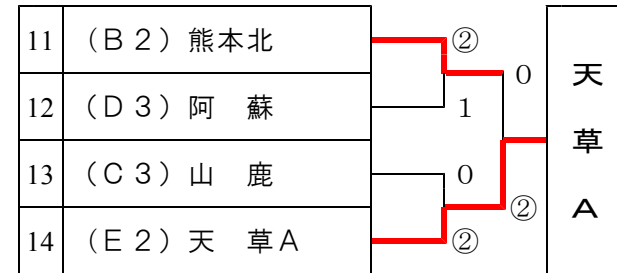 11 （Ｂ２）熊本北 ②
0
12 （Ｄ３）阿　蘇 1
13 （Ｃ３）山　鹿 0
②
14 （Ｅ２）天　草Ａ ②
天
草
Ａ